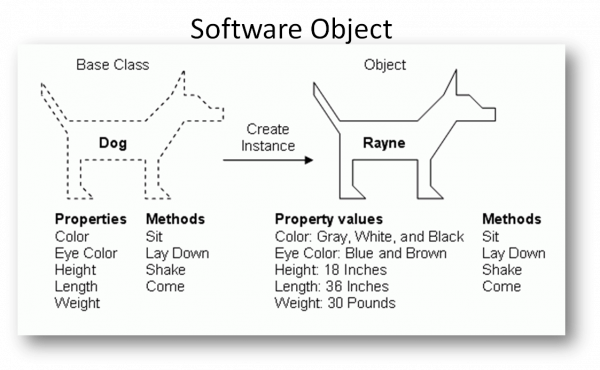 Software Object
Base Class
Object
Dog
Create
Instance
Rayne
Properties
Color
Eye Color
Height
Length
Weight
Methods
Sit
Lay Down
Shake
Come
Property values
Color: Gray, White, and Black
Eye Color: Blue and Brown
Height: 18 Inches
Length: 36 Inches
Weight: 30 Pounds
Methods
Sit
Lay Down
Shake
Come